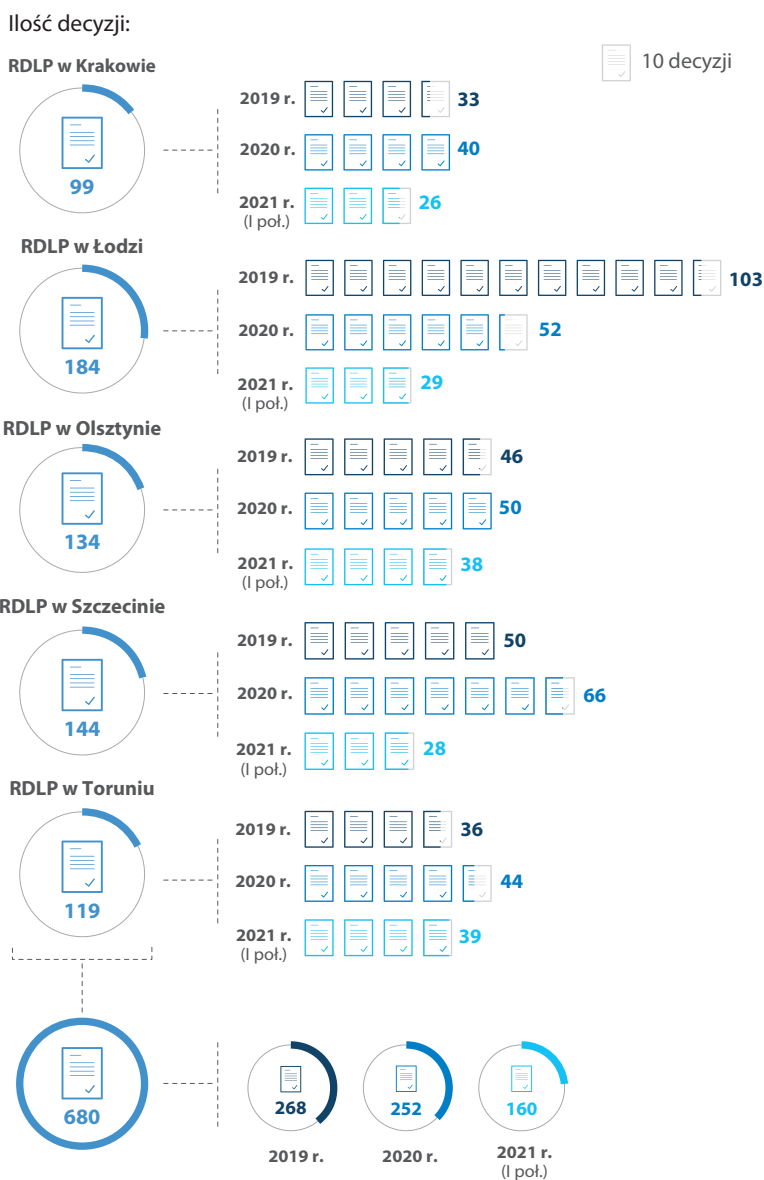 Ilość decyzji:
10 decyzji
RDLP w Krakowie
99
2019 r. 33
2020 r. 40
2021 r. 26
(I poł.)
RDLP w Łodzi
184
2019 r. 103
2020 r. 52
2021 r. 29
(I poł.)
RDLP w Olsztynie
134
2019 r. 46
2020 r. 50
2021 r. 38
(I poł.)
RDLP w Szczecinie
144
2019 r. 50
2020 r. 66
2021 r. 28
(I poł.)
RDLP w Toruniu
119
2019 r. 36
2020 r. 44
2021 r. 39
(I poł.)
680
268 252 160
2019 r. 2020 r. 2021 r.
(I poł.)